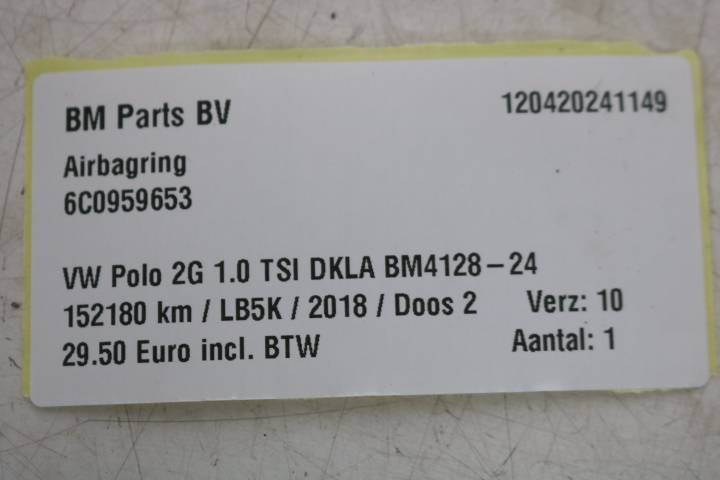 BM Parts BV 120420241149
Airbagring
6C0959653
VW Polo 2G 1.0 TSI DKLA BM4128-24
152180 km / LB5K / 2018 / Doos 2 Verz: 10
29.50 Euro incl. BTW Aantal: 1